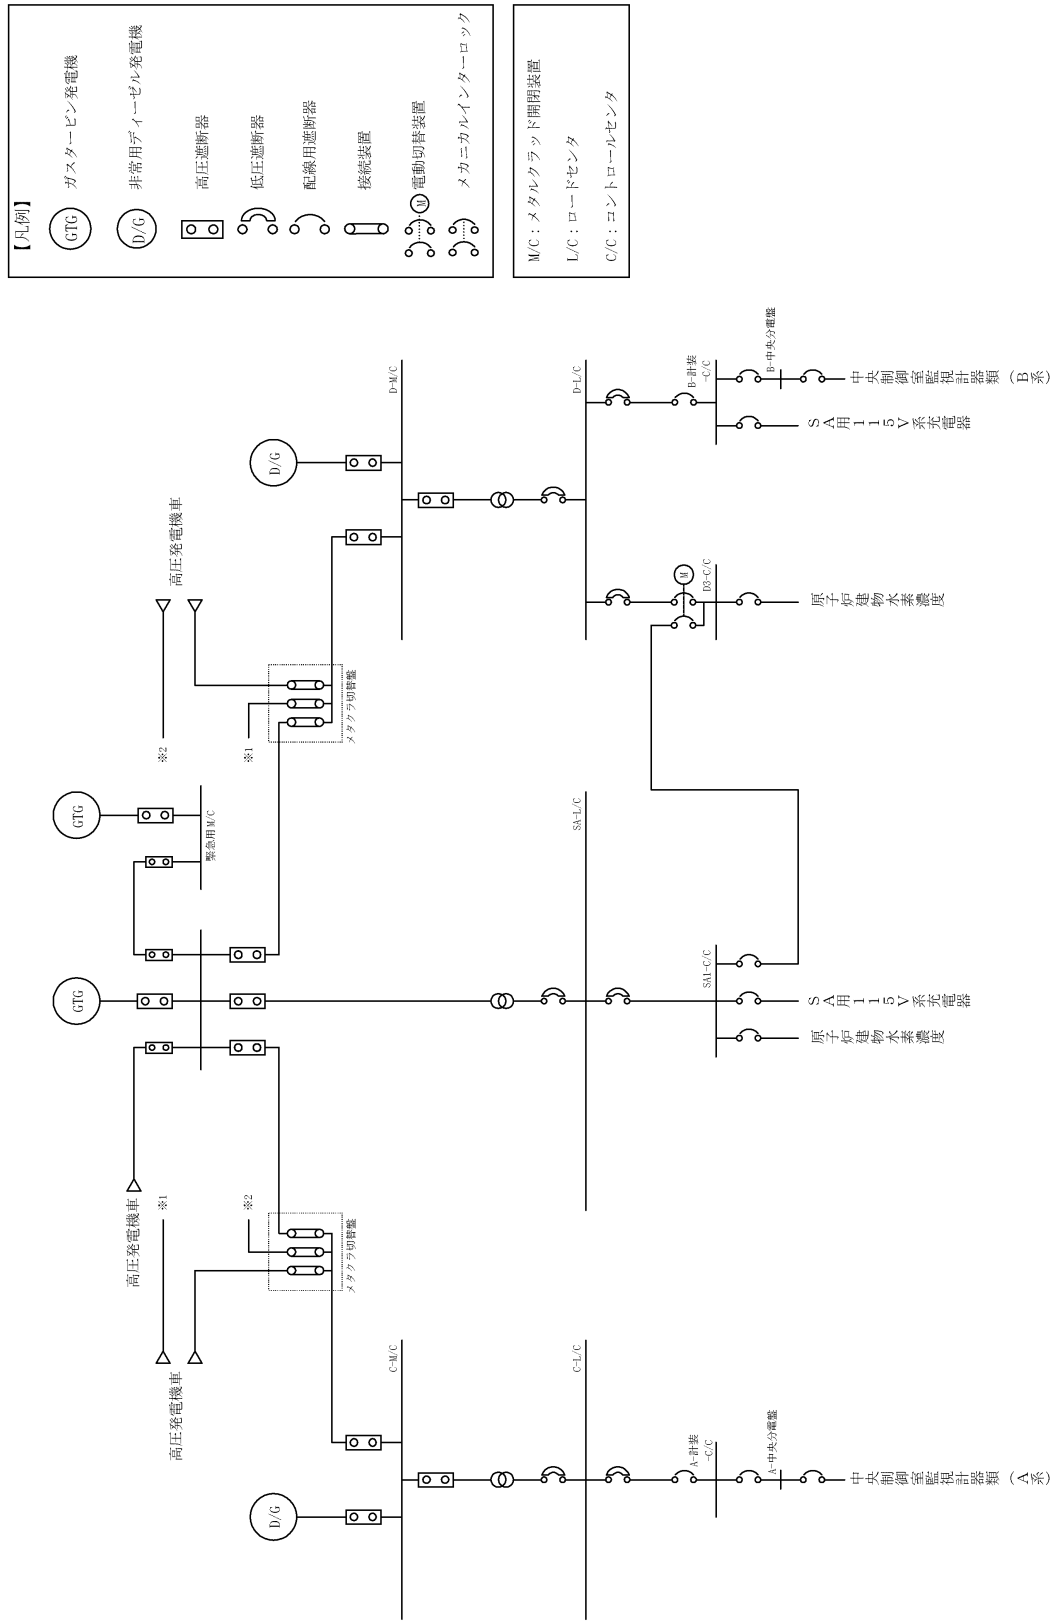 【凡例】
GTG
ガスタービン発電機
D/G
非常用ディーゼル発電機
高圧遮断器
低圧遮断器
配線用遮断器
接続装置
M
電動切替装置
メカニカルインターロック
M/C：メタルクラッド開閉装置
L/C：ロードセンタ
C/C：コントロールセンタ
高圧発電機車
GTG
GTG
高圧発電機車
高圧発電機車
※1
※2
※2
※1
緊急用M/C
メタクラ切替盤
メタクラ切替盤
D/G
D/G
C-M/C
D-M/C
C-L/C
SA-L/C
D-L/C
M
A-計装
-C/C
SA1-C/C
D3-C/C
B-計装
-C/C
A-中央分電盤
B-中央分電盤
中央制御室監視計器類（A系）
原子炉建物水素濃度
SA用115V系充電器
原子炉建物水素濃度
SA用115V系充電器
中央制御室監視計器類（B系）